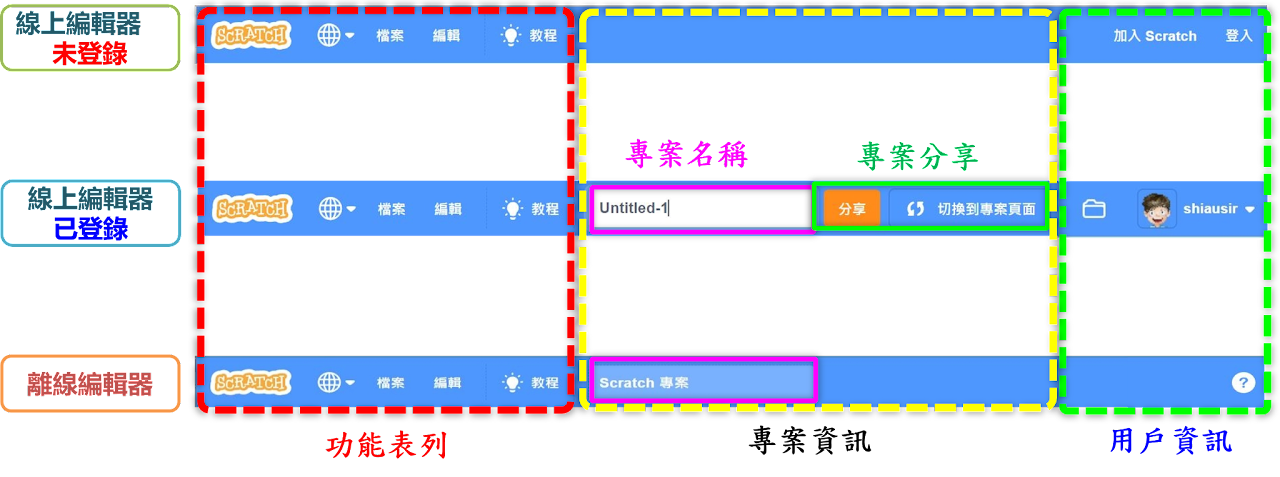 線上編輯器
未登錄
SCRATCH 檔案 編輯 教程 加入 Scratch 登入
專案名稱 專案分享
線上編輯器
已登錄
SCRATCH 檔案 編輯 教程 Untitled-1 分享 切換到專案頁面 shiausir
離線編輯器
SCRATCH 檔案 編輯 教程 Scratch 專案 ?
功能表列 專案資訊 用戶資訊